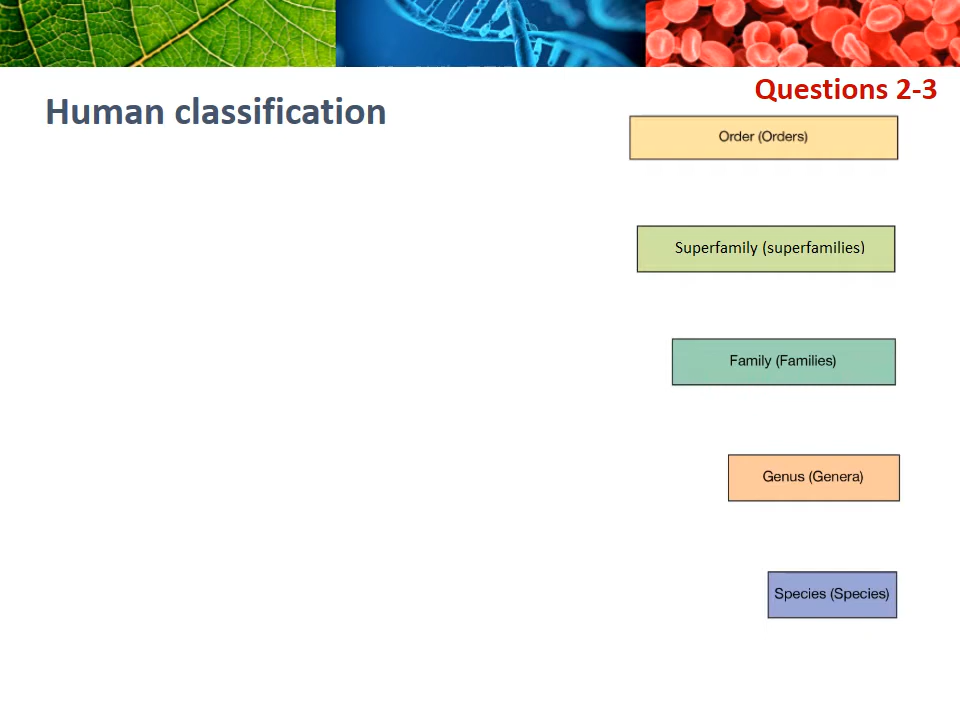 Questions 2-3
Human classification
Order (Orders)
Superfamily (superfamilies)
Family (Families)
Genus (Genera)
Species (Species)